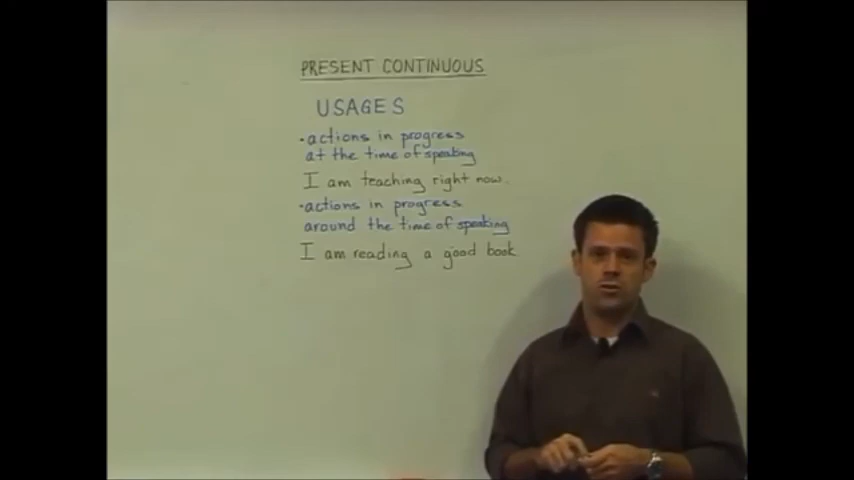 PRESENT CONTINUOUS
USAGES
• actions in progress
at the time of speaking
I am teaching right now.
• actions in progress
around the time of speaking
I am reading a good book